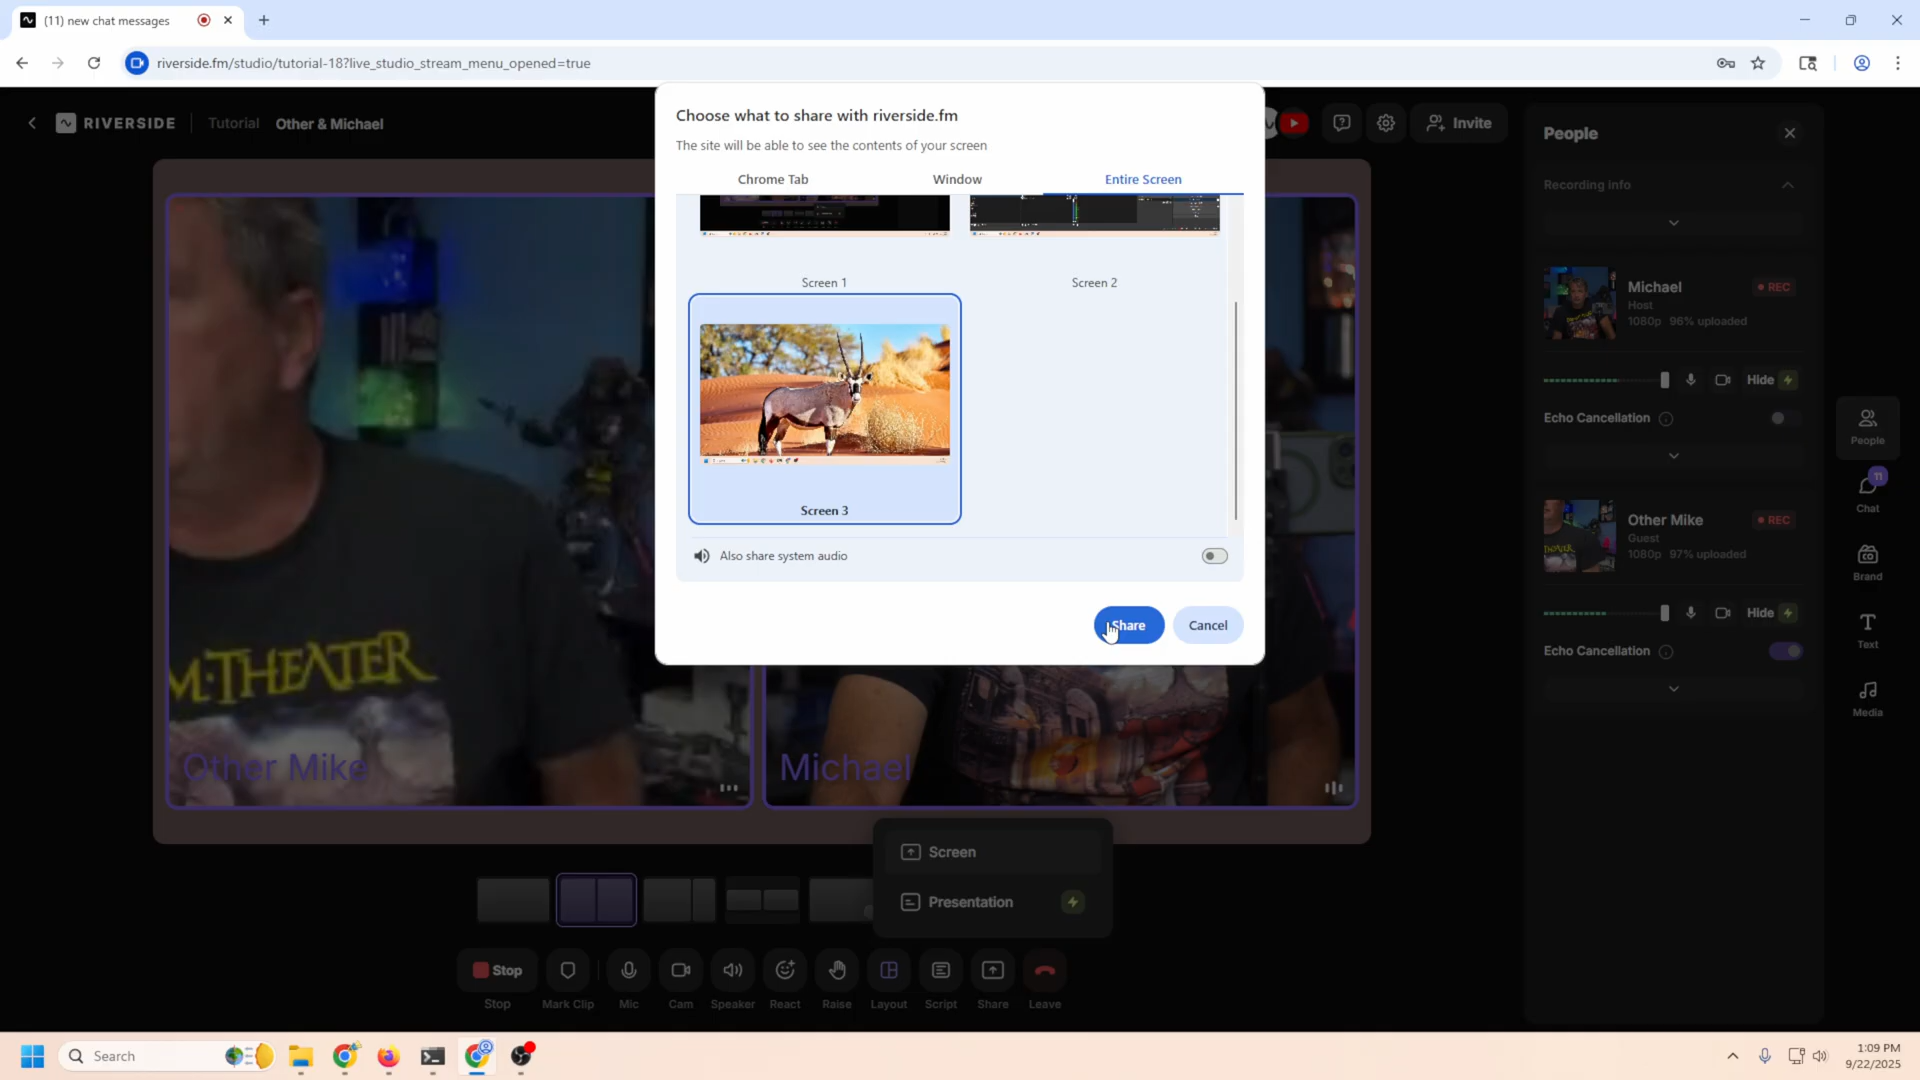 (11) new chat messages
riverside.fm/studio/tutorial-18?live_studio_stream_menu_opened=true
RIVERSIDE
Tutorial
Other & Michael
Invite
Choose what to share with riverside.fm
The site will be able to see the contents of your screen
Chrome Tab
Window
Entire Screen
Screen 1
Screen 2
Screen 3
Also share system audio
Share
Cancel
People
Recording info
Michael
REC
Host
1080p 96% uploaded
Hide
Echo Cancellation
Other Mike
REC
Guest
1080p 97% uploaded
Hide
Echo Cancellation
People
11
Chat
Brand
Text
Media
M·THEATER
Other Mike
Michael
Screen
Presentation
Stop
Stop
Mark Clip
Mic
Cam
Speaker
React
Raise
Layout
Script
Share
Leave
Search
1:09 PM
9/22/2025